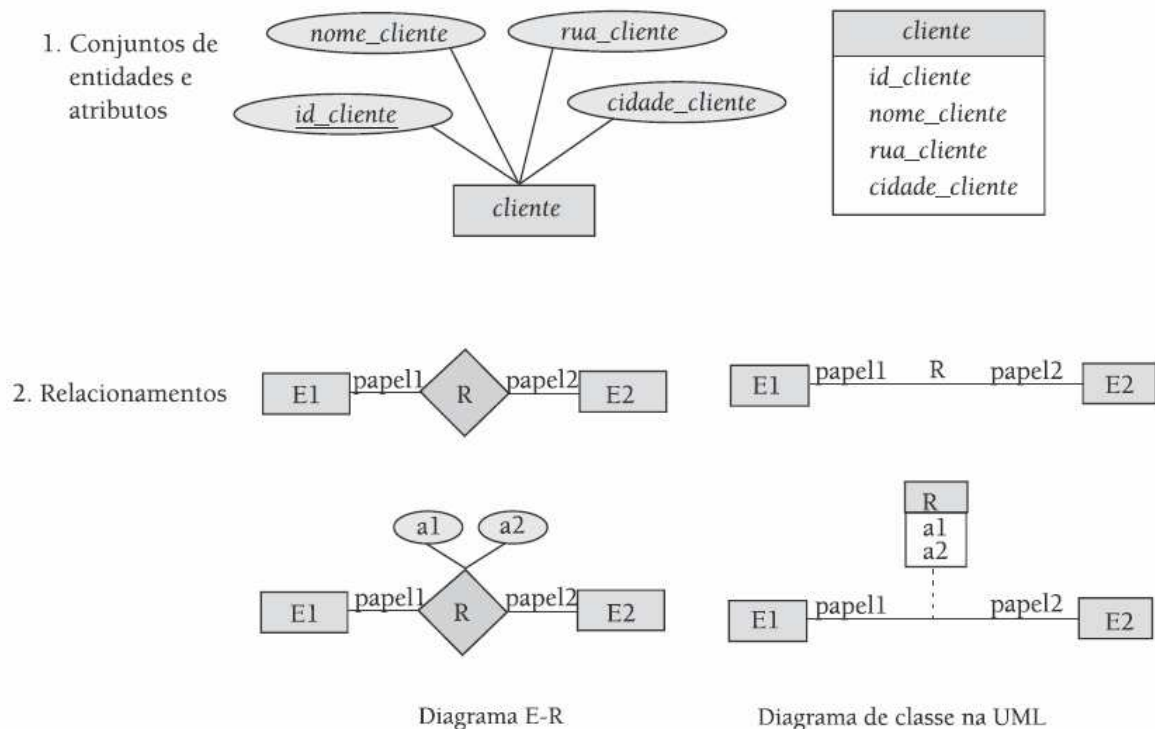 1. Conjuntos de
entidades e
atributos
nome_cliente
rua_cliente
id_cliente
cidade_cliente
cliente
cliente
id_cliente
nome_cliente
rua_cliente
cidade_cliente
2. Relacionamentos
E1 papel1 R papel2 E2
E1 papel1 R papel2 E2
a1 a2
E1 papel1 R papel2 E2
R
a1
a2
E1 papel1 papel2 E2
Diagrama E-R
Diagrama de classe na UML